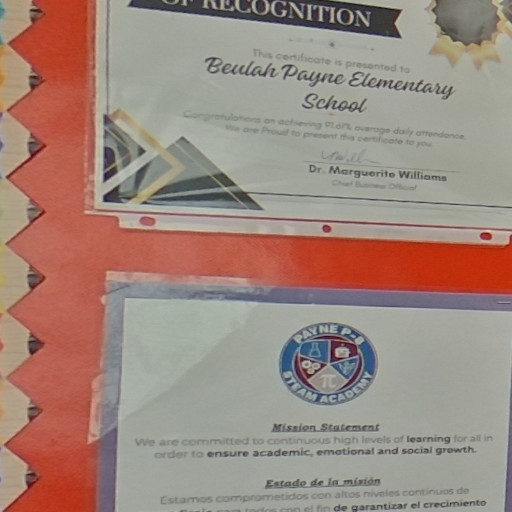 OF RECOGNITION
This certificate is presented to
Beulah Payne Elementary
School
Congratulations on achieving 91.61% average daily attendance.
We are Proud to present this certificate to you.
Dr. Marguerite Williams
Chief Business Official
PAYNE P-8
STEAM ACADEMY
Mission Statement
We are committed to continuous high levels of learning for all in
order to ensure academic, emotional and social growth.
Estado de la misión
Estamos comprometidos con altos niveles continuos de
para todos con el fin de garantizar el crecimiento